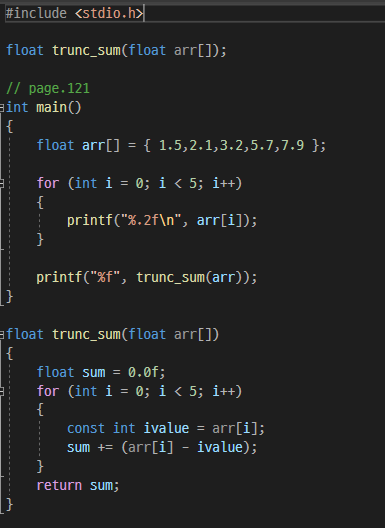 #include <stdio.h>
float trunc_sum(float arr[]);
// page.121
int main()
{
float arr[] = { 1.5,2.1,3.2,5.7,7.9 };
for (int i = 0; i < 5; i++)
{
printf("%.2f\n", arr[i]);
}
printf("%f", trunc_sum(arr));
}
float trunc_sum(float arr[])
{
float sum = 0.0f;
for (int i = 0; i < 5; i++)
{
const int ivalue = arr[i];
sum += (arr[i] - ivalue);
}
return sum;
}